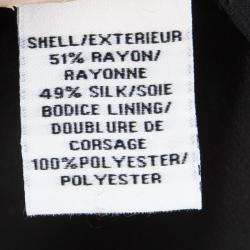 SHELL/EXTERIEUR
51% RAYON/
RAYONNE
49% SILK/SOIE
BODICE LINING/
DOUBLURE DE
CORSAGE
100%POLYESTER/
POLYESTER